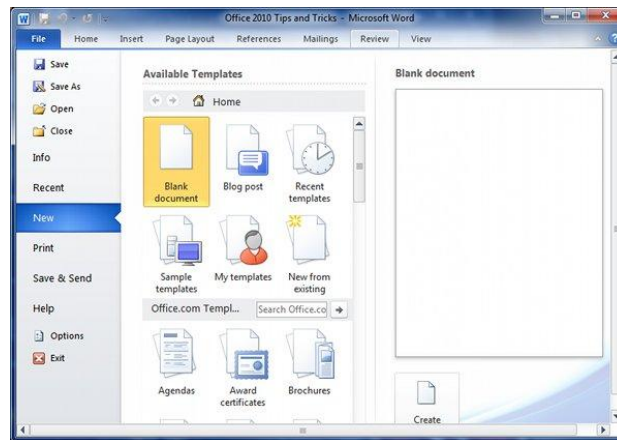 Office 2010 Tips and Tricks - Microsoft Word
File Home Insert Page Layout References Mailings Review View
Save
Save As
Open
Close
Info
Recent
New
Print
Save & Send
Help
Options
Exit
Available Templates
Home
Blank document
Blog post
Recent templates
Sample templates
My templates
New from existing
Office.com Templ...
Search Office.co
Agendas
Award certificates
Brochures
Blank document
Create